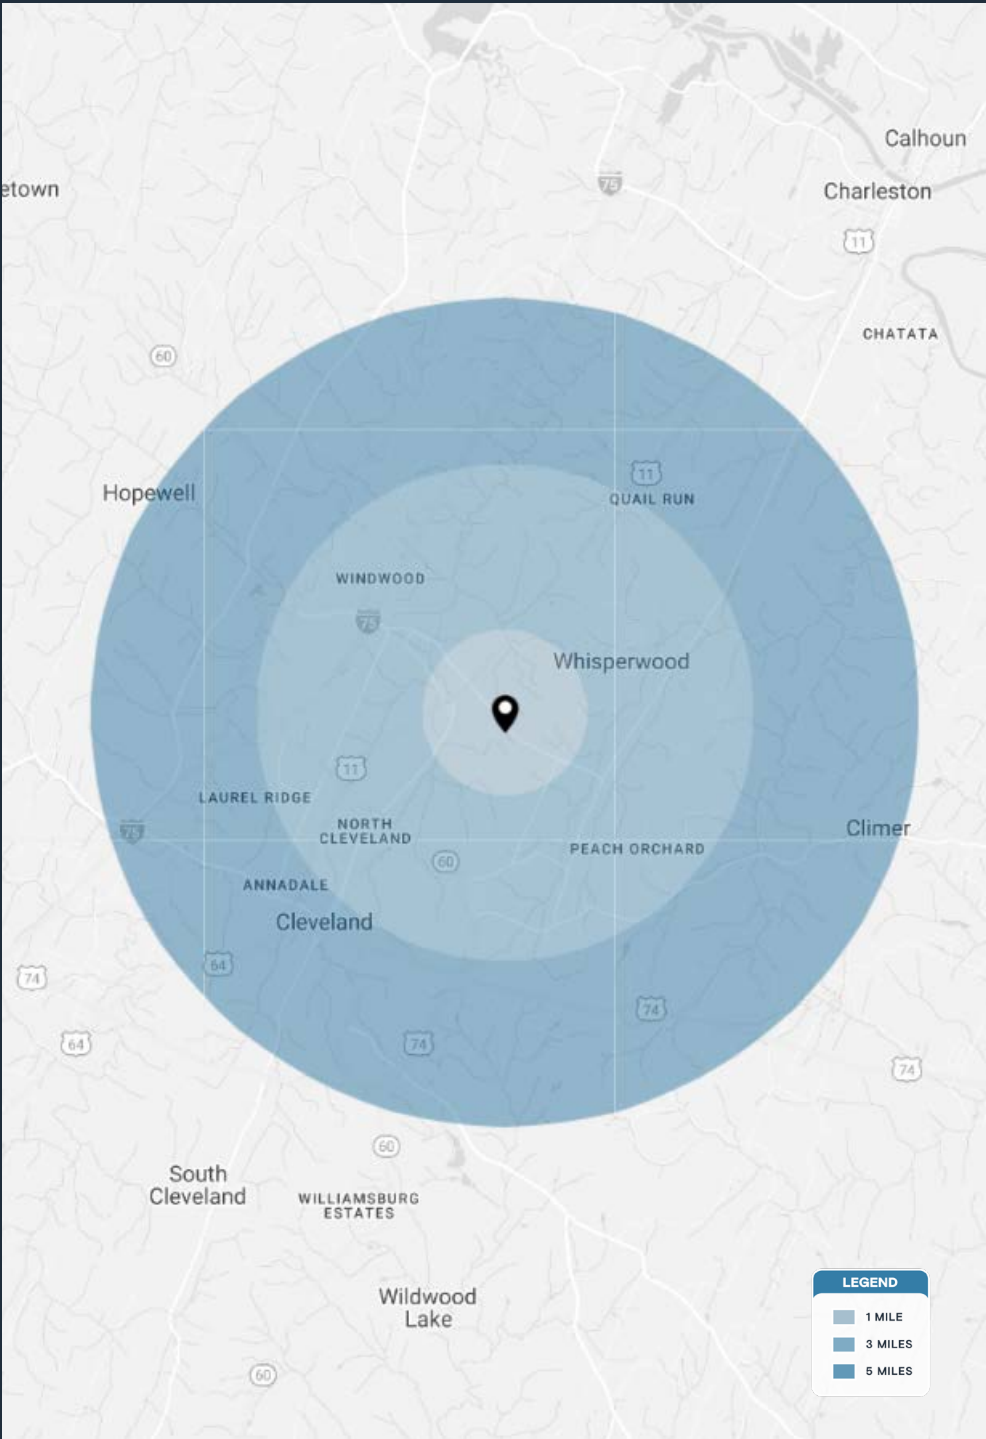 Calhoun
etown
75
Charleston
11
CHATATA
60
11
Hopewell
QUAIL RUN
WINDWOOD
75
Whisperwood
11
LAUREL RIDGE
NORTH
CLEVELAND
75
Climer
PEACH ORCHARD
60
ANNADALE
Cleveland
64
74
74
64
74
74
60
South
Cleveland
WILLIAMSBURG
ESTATES
LEGEND
Wildwood
Lake
1 MILE
3 MILES
5 MILES
60